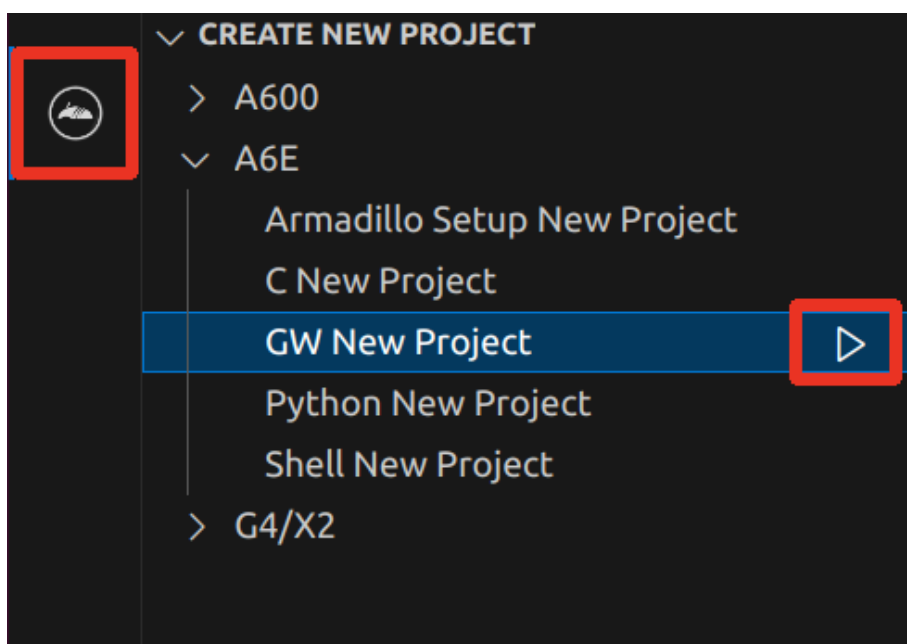 CREATE NEW PROJECT
A600
A6E
Armadillo Setup New Project
C New Project
GW New Project
Python New Project
Shell New Project
G4/X2